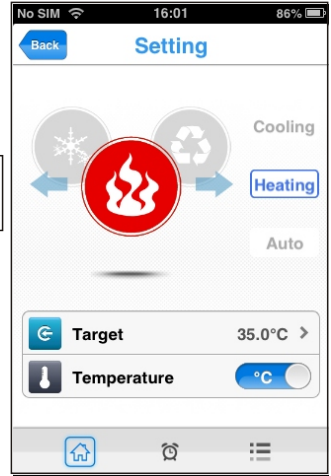 No SIM 16:01 86%
Back Setting
Cooling
Heating
Auto
Target 35.0°C >
Temperature °C